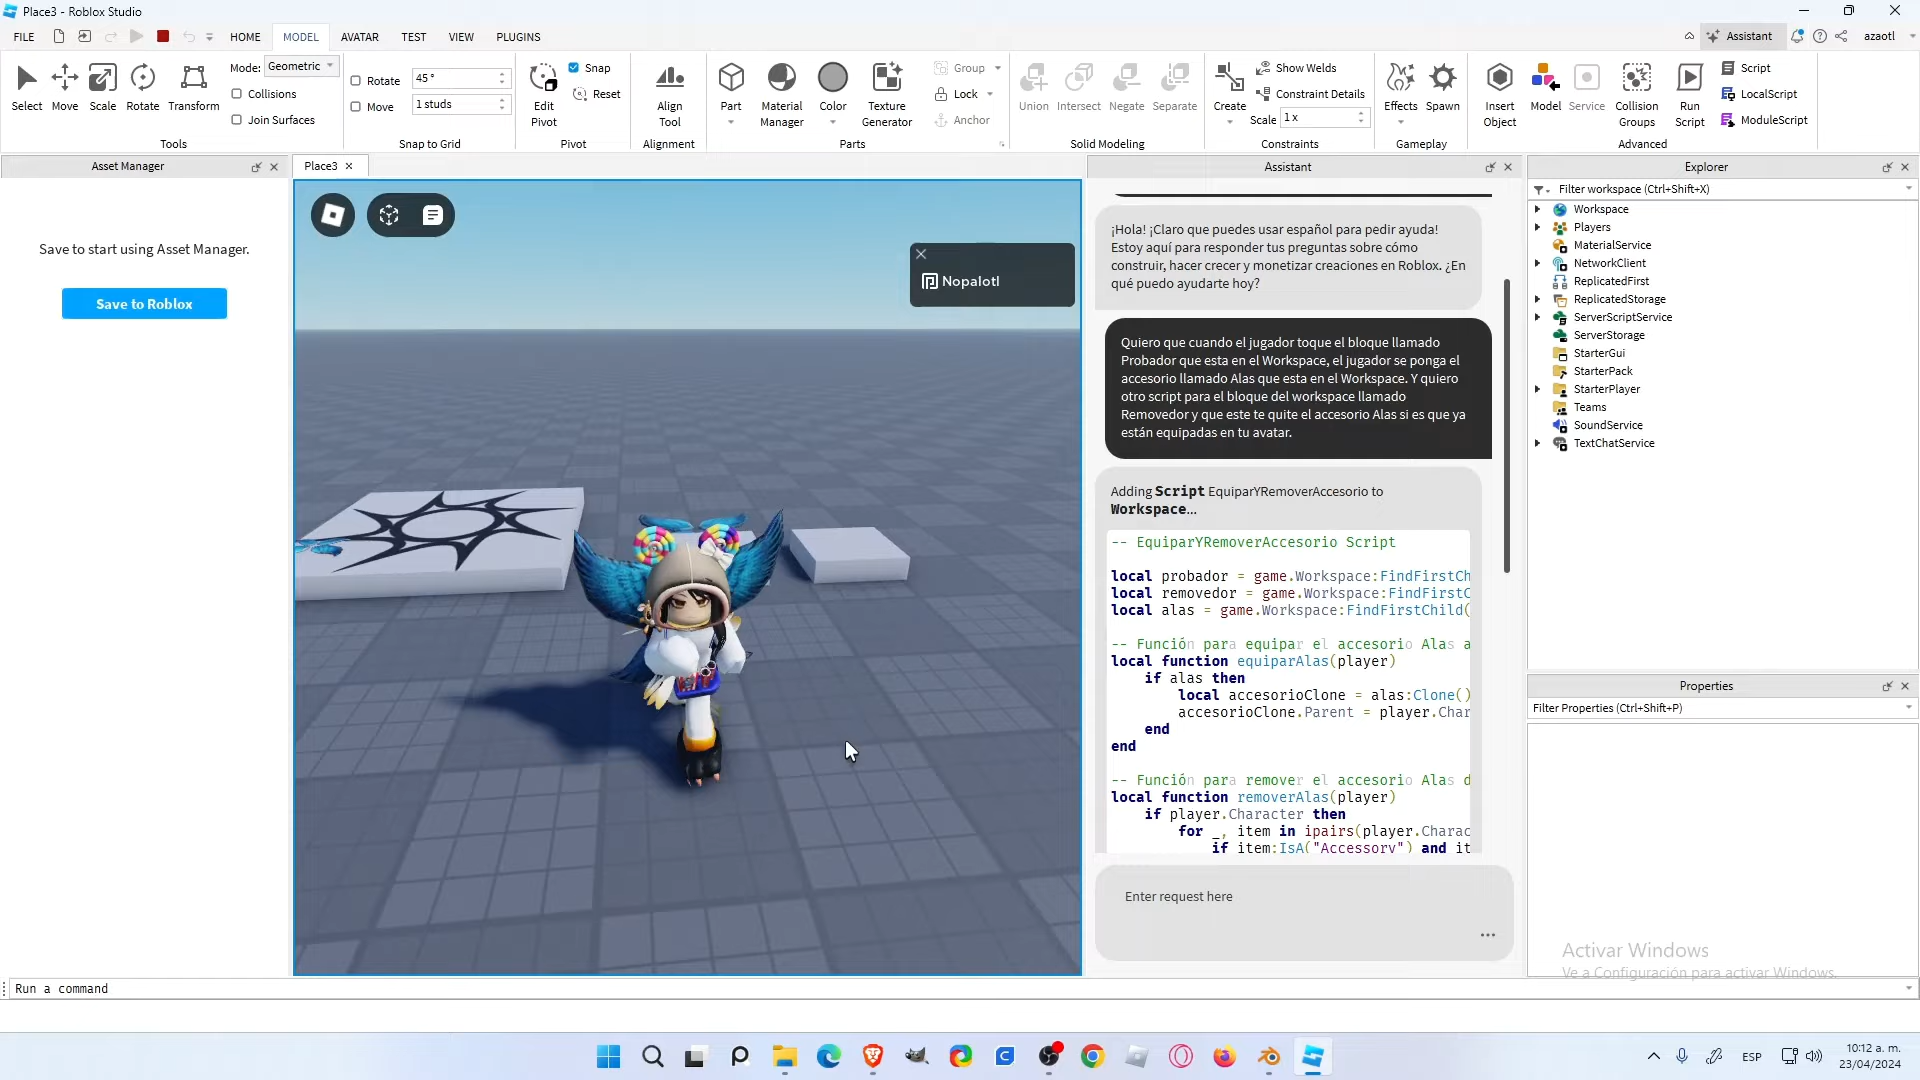 Place3 - Roblox Studio
FILE HOME MODEL AVATAR TEST VIEW PLUGINS Assistant azaotl
Mode: Geometric
Collisions
Join Surfaces
Select Move Scale Rotate Transform
Tools
Rotate 45°
Move 1 studs
Snap to Grid
Edit Pivot
Snap
Reset
Pivot
Align Tool
Alignment
Part
Material Manager
Color
Texture Generator
Group
Lock
Anchor
Parts
Union Intersect Negate Separate
Solid Modeling
Create
Show Welds
Constraint Details
Scale 1 x
Constraints
Effects Spawn
Gameplay
Insert Object
Model
Service
Collision Groups
Run Script
Script
LocalScript
ModuleScript
Advanced
Asset Manager
Save to start using Asset Manager.
Save to Roblox
Place3
Nopalotl
Assistant
¡Hola! ¡Claro que puedes usar español para pedir ayuda!
Estoy aquí para responder tus preguntas sobre cómo
construir, hacer crecer y monetizar creaciones en Roblox. ¿En
qué puedo ayudarte hoy?
Quiero que cuando el jugador toque el bloque llamado
Probador que esta en el Workspace, el jugador se ponga el
accesorio llamado Alas que esta en el Workspace. Y quiero
otro script para el bloque del workspace llamado
Removedor y que este te quite el accesorio Alas si es que ya
están equipadas en tu avatar.
Adding Script EquiparYRemoverAccesorio to
Workspace...
-- EquiparYRemoverAccesorio Script
local probador = game.Workspace:FindFirstCh
local removedor = game.Workspace:FindFirstC
local alas = game.Workspace:FindFirstChild(
-- Función para equipar el accesorio Alas a
local function equiparAlas(player)
if alas then
local accesorioClone = alas:Clone()
accesorioClone.Parent = player.Char
end
end
-- Función para remover el accesorio Alas d
local function removerAlas(player)
if player.Character then
for _, item in ipairs(player.Charac
if item:IsA("Accessory") and it
Enter request here
Explorer
Filter workspace (Ctrl+Shift+X)
Workspace
Players
MaterialService
NetworkClient
ReplicatedFirst
ReplicatedStorage
ServerScriptService
ServerStorage
StarterGui
StarterPack
StarterPlayer
Teams
SoundService
TextChatService
Properties
Filter Properties (Ctrl+Shift+P)
Activar Windows
Ve a Configuración para activar Windows.
Run a command
ESP
10:12 a. m.
23/04/2024